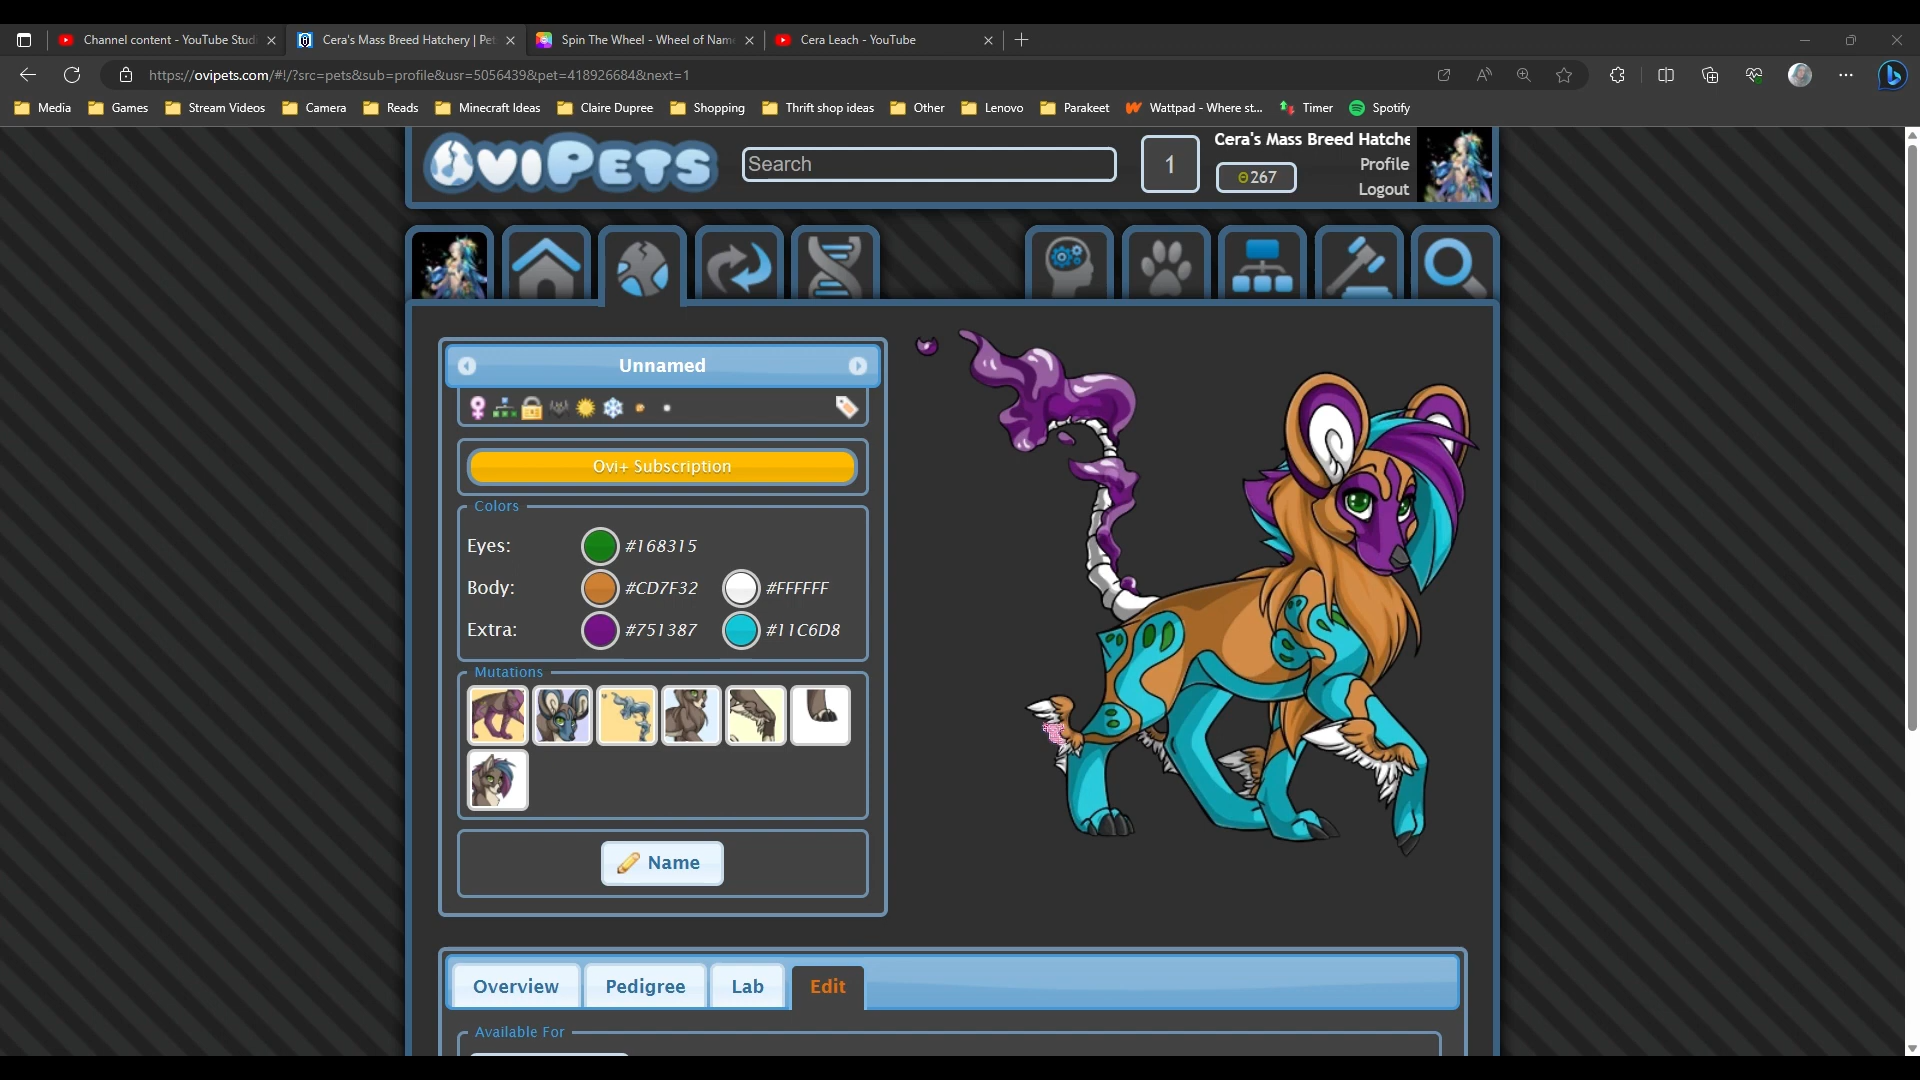 Channel content - YouTube Stud
Cera's Mass Breed Hatchery | Pet
Spin The Wheel - Wheel of Name
Cera Leach - YouTube
https://ovipets.com/#!/?src=pets&sub=profile&usr=5056439&pet=418926684&next=1
Media Games Stream Videos Camera Reads Minecraft Ideas Claire Dupree Shopping Thrift shop ideas Other Lenovo Parakeet Wattpad - Where st... Timer Spotify
OviPets
Search
1
Cera's Mass Breed Hatche
267
Profile
Logout
Unnamed
Ovi+ Subscription
Colors
Eyes: #168315
Body: #CD7F32 #FFFFFF
Extra: #751387 #11C6D8
Mutations
Name
Overview Pedigree Lab Edit
Available For